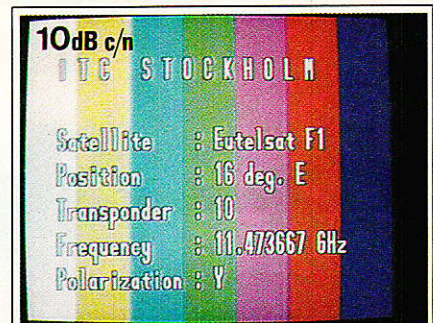 10dB c/n
ITC STOCKHOLM
Satellite : Eutelsat F1
Position : 16 deg. E
Transponder : 10
Frequency : 11.473667 GHz
Polarization : Y